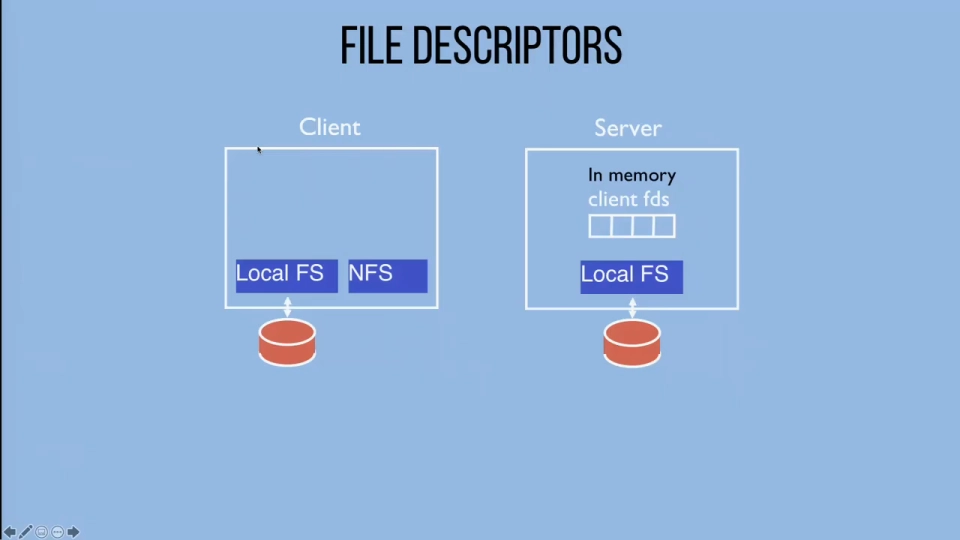 FILE DESCRIPTORS
Client
Server
In memory
client fds
Local FS
NFS
Local FS